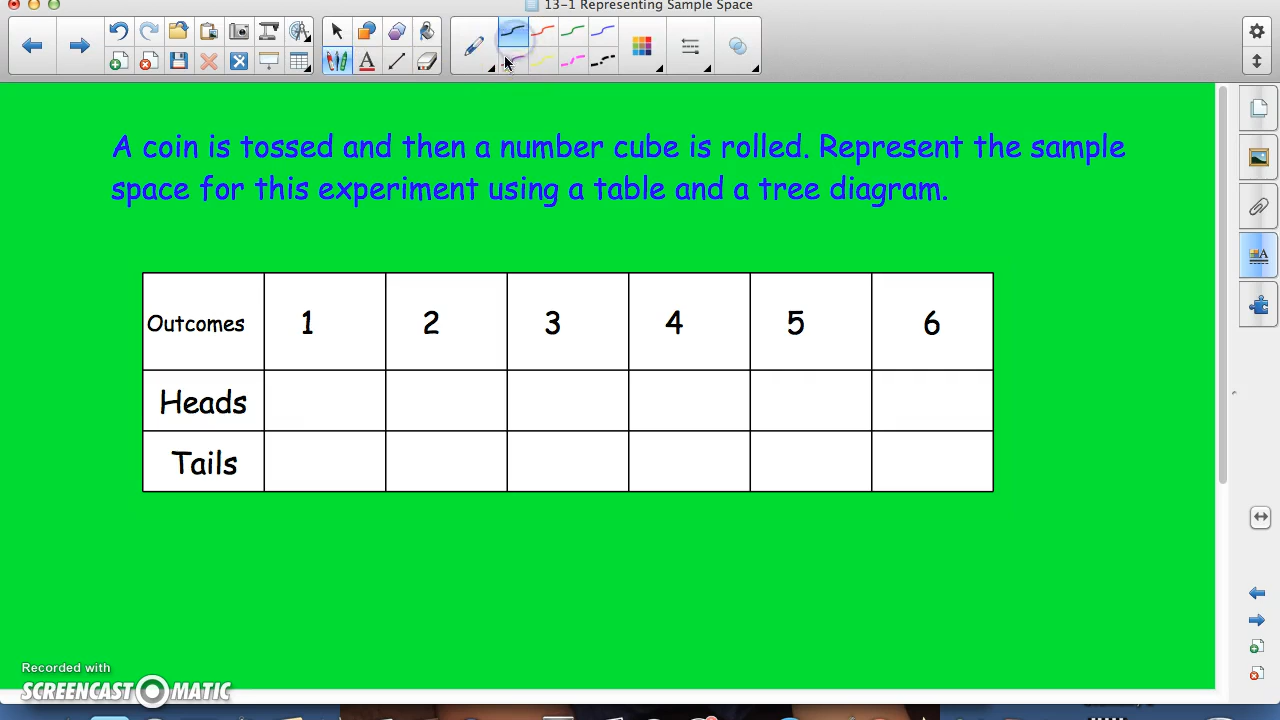 13-1 Representing Sample Space
A coin is tossed and then a number cube is rolled. Represent the sample
space for this experiment using a table and a tree diagram.
Outcomes 1 2 3 4 5 6
Heads
Tails
Recorded with
SCREENCAST O MATIC